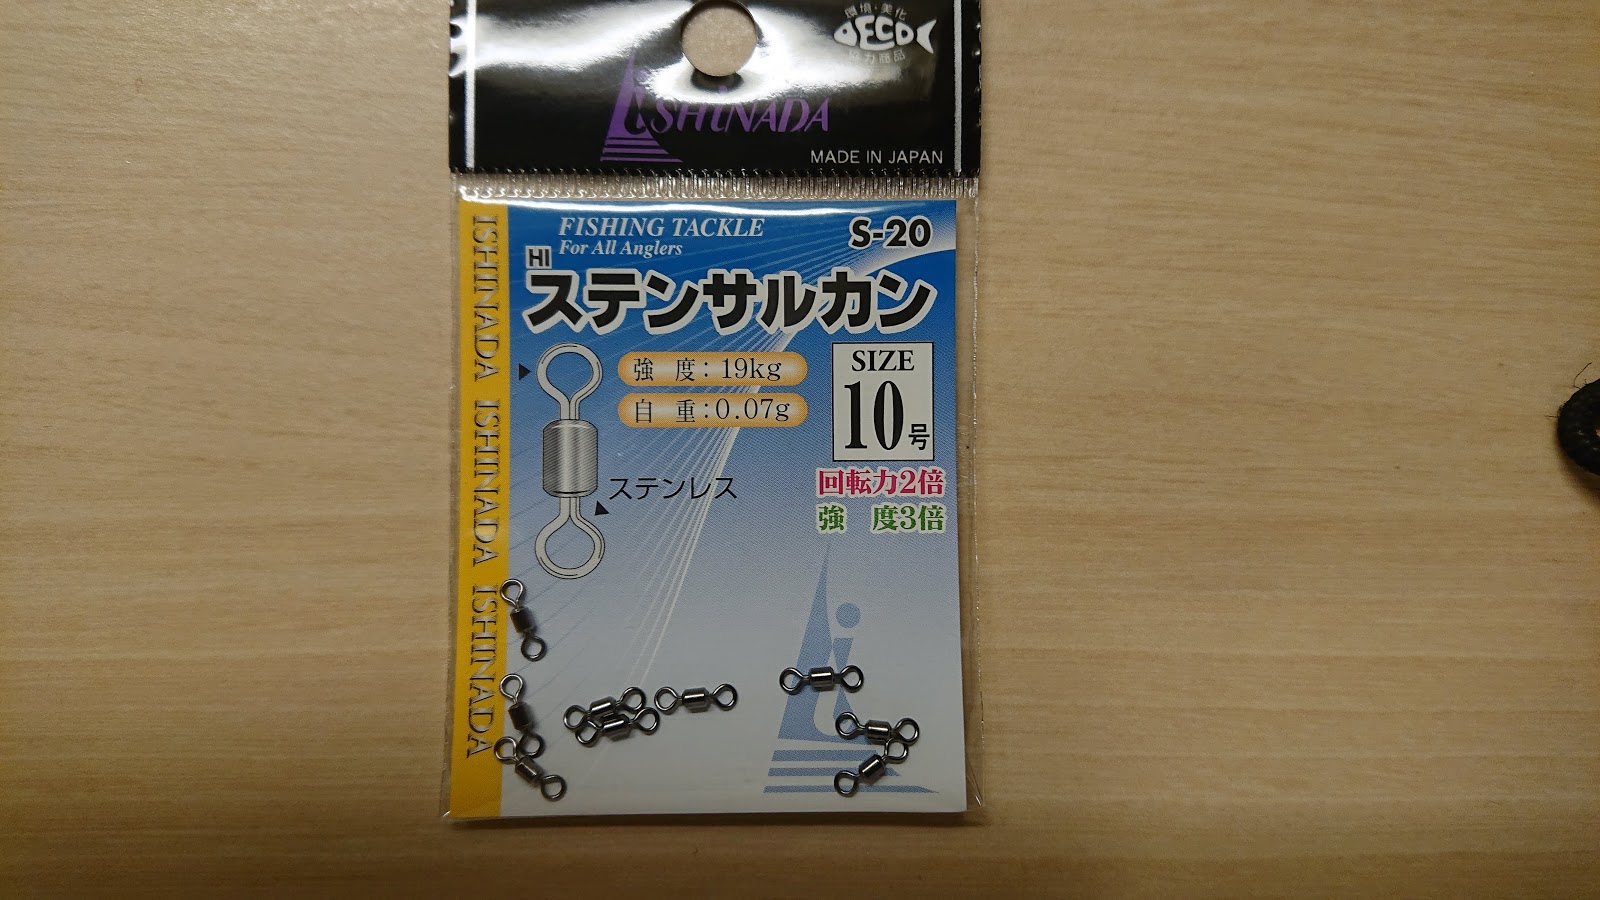 環境・美化
ECO
協力商品
iSHiNADA
MADE IN JAPAN
FISHING TACKLE
For All Anglers
S-20
HI
ステンサルカン
強 度:19kg
自 重:0.07g
SIZE
10号
ステンレス
回転力2倍
強 度3倍
ISHINADA ISHINADA ISHINADA